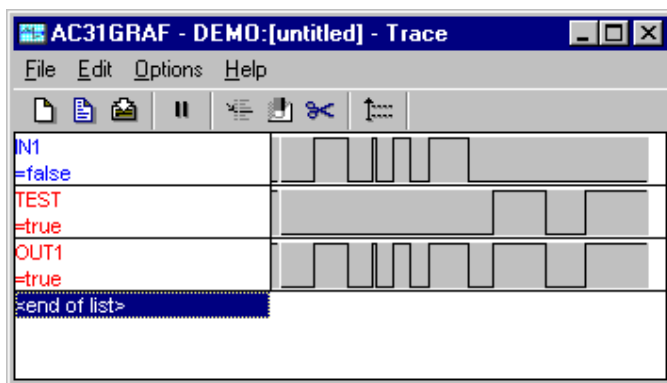 AC31GRAF - DEMO:[untitled] - Trace
File Edit Options Help
IN1
=false
TEST
=true
OUT1
=true
<end of list>